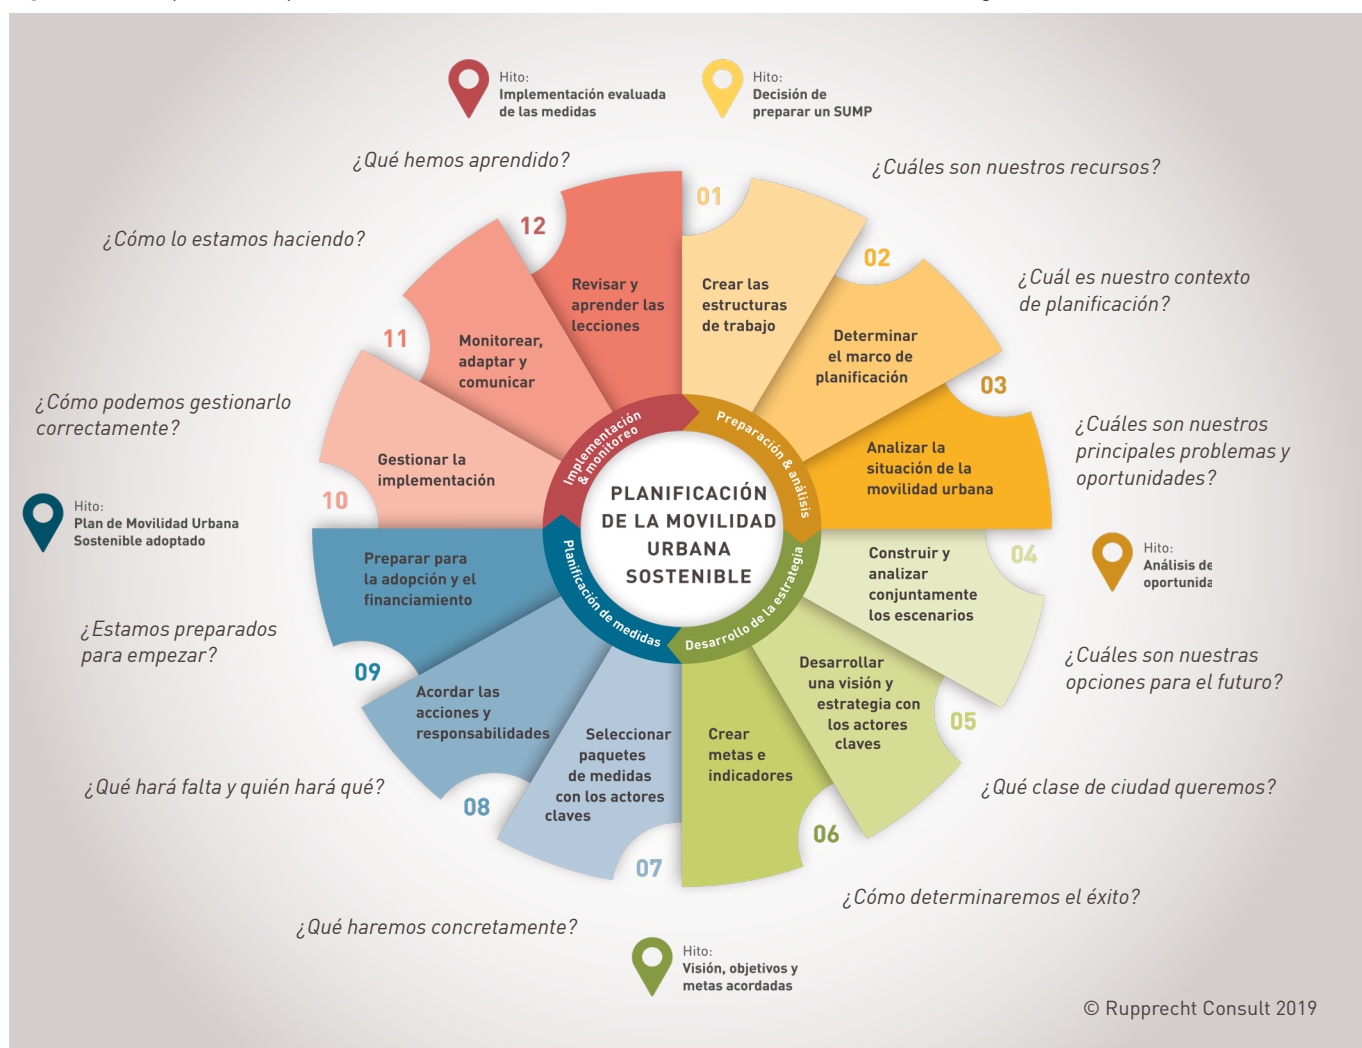 Hito:
Implementación evaluada
de las medidas
Hito:
Decisión de
preparar un SUMP
¿Qué hemos aprendido?
¿Cuáles son nuestros recursos?
¿Cómo lo estamos haciendo?
¿Cuál es nuestro contexto
de planificación?
¿Cómo podemos gestionarlo
correctamente?
¿Cuáles son nuestros
principales problemas y
oportunidades?
01
Crear las
estructuras
de trabajo
02
Determinar
el marco de
planificación
03
Analizar la
situación de la
movilidad urbana
04
Construir y
analizar
conjuntamente
los escenarios
05
Desarrollar
una visión y
estrategia con
los actores
claves
06
Crear
metas e
indicadores
07
Seleccionar
paquetes
de medidas
con los actores
claves
08
Acordar las
acciones y
responsabilidades
09
Preparar para
la adopción y el
financiamiento
10
Gestionar la
implementación
11
Monitorear,
adaptar y
comunicar
12
Revisar y
aprender las
lecciones
Preparación & análisis
Desarrollo de la estrategia
Planificación de medidas
Implementación
& monitoreo
PLANIFICACIÓN
DE LA MOVILIDAD
URBANA
SOSTENIBLE
Hito:
Plan de Movilidad Urbana
Sostenible adoptado
Hito:
Análisis de
oportunida
¿Estamos preparados
para empezar?
¿Cuáles son nuestras
opciones para el futuro?
¿Qué hará falta y quién hará qué?
¿Qué clase de ciudad queremos?
¿Qué haremos concretamente?
¿Cómo determinaremos el éxito?
Hito:
Visión, objetivos y
metas acordadas
© Rupprecht Consult 2019